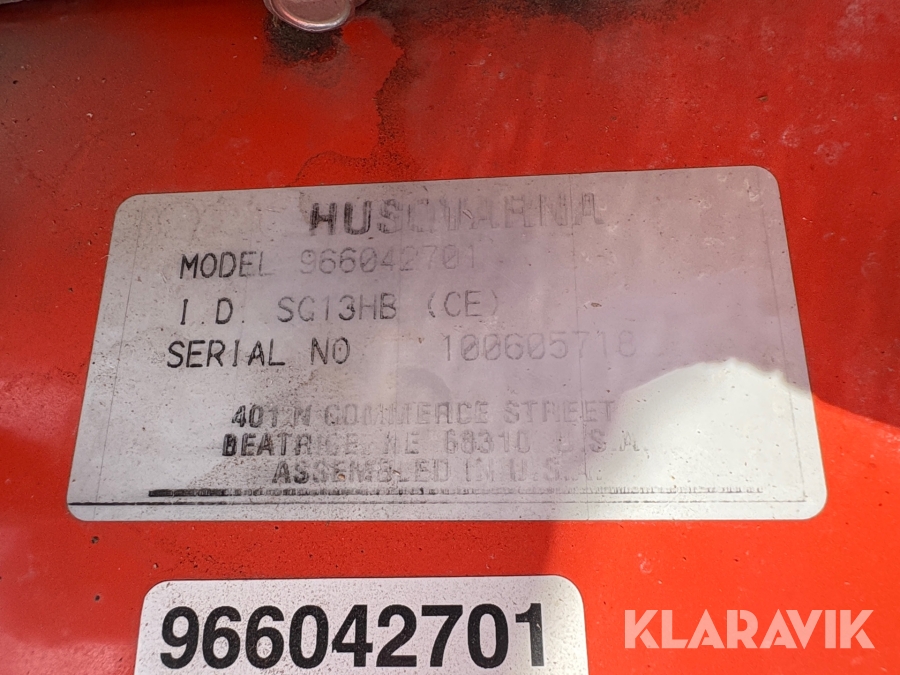 HUSQVARNA
MODEL 966042701
I.D. SG13HB (CE)
SERIAL NO 100605718
401 N COMMERCE STREET
BEATRICE, NE 68310 U.S.A.
ASSEMBLED IN U.S.A.
966042701
KLARAVIK